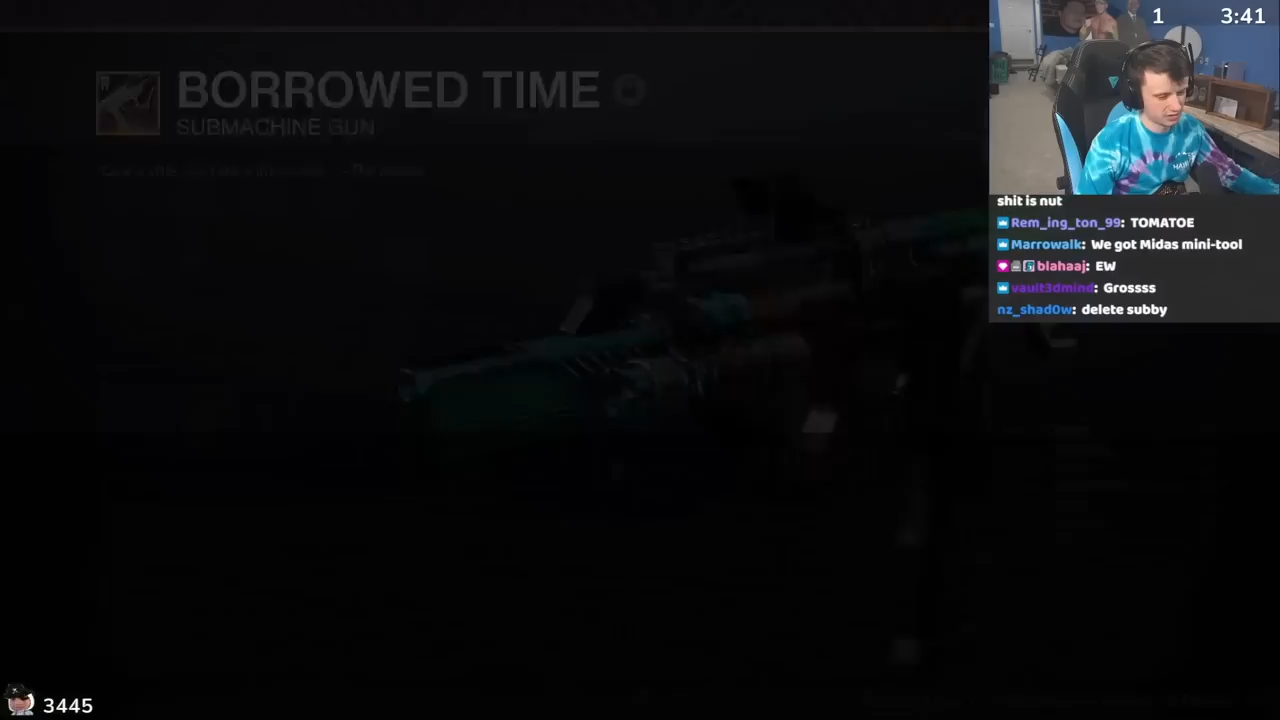 BORROWED TIME
SUBMACHINE GUN
1
3:41
shit is nut
Rem_ing_ton_99: TOMATOE
Marrowalk: We got Midas mini-tool
blahaaj: EW
vault3dmind: Grossss
nz_shad0w: delete subby
3445